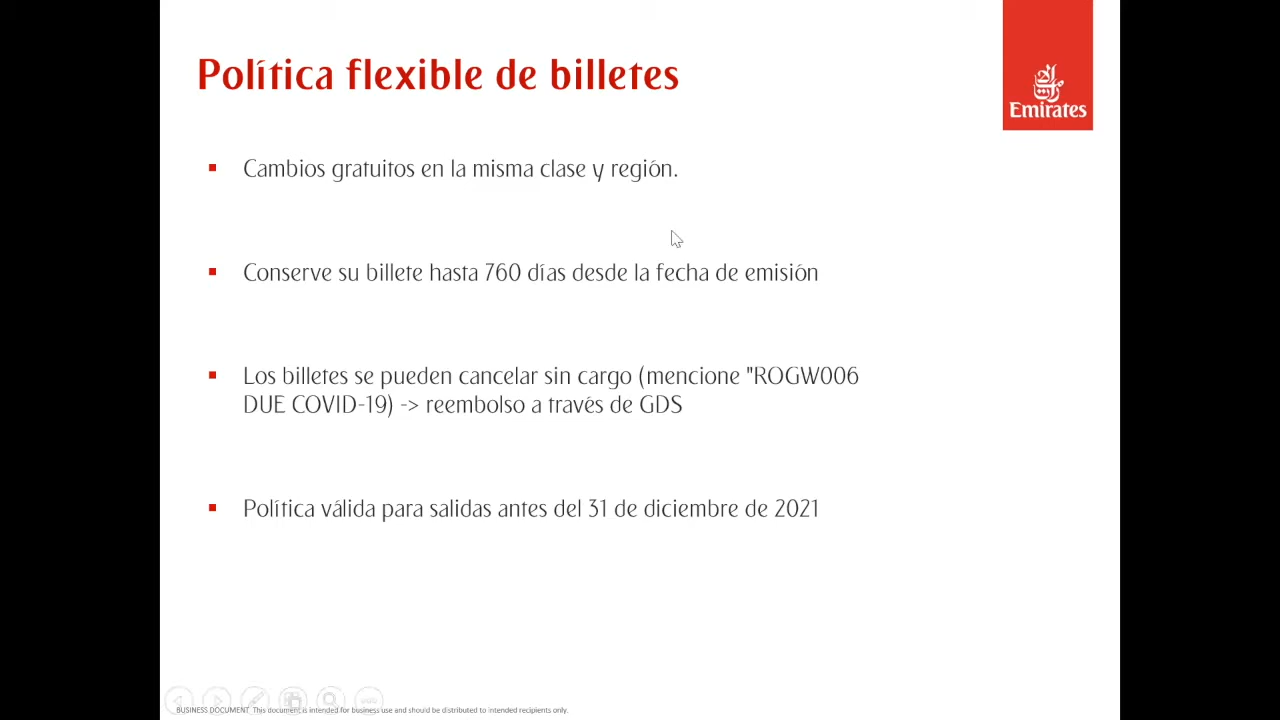 Política flexible de billetes
Emirates
▪ Cambios gratuitos en la misma clase y región.
▪ Conserve su billete hasta 760 días desde la fecha de emisión
▪ Los billetes se pueden cancelar sin cargo (mencione "ROGW006
DUE COVID-19) -> reembolso a través de GDS
▪ Política válida para salidas antes del 31 de diciembre de 2021
BUSINESS DOCUMENT This document is intended for business use and should be distributed to intended recipients only.